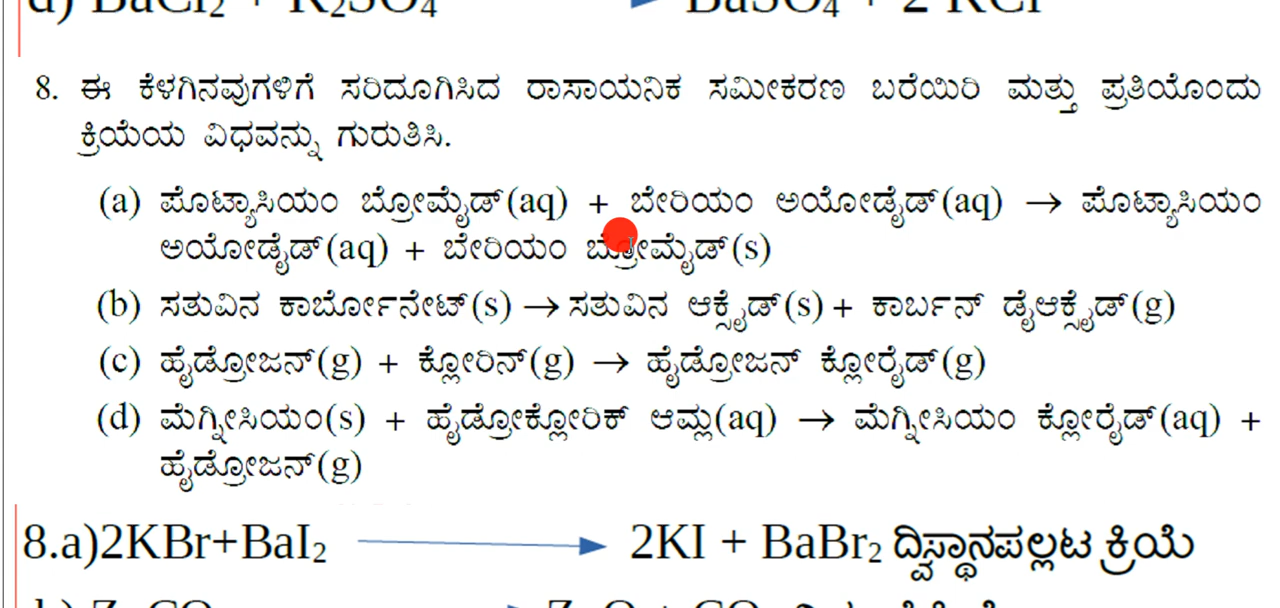 d) BaCl₂ + K₂SO₄ BaSO₄ + 2 KCl
8. ಈ ಕೆಳಗಿನವುಗಳಿಗೆ ಸರಿದೂಗಿಸಿದ ರಾಸಾಯನಿಕ ಸಮೀಕರಣ ಬರೆಯಿರಿ ಮತ್ತು ಪ್ರತಿಯೊಂದು
ಕ್ರಿಯೆಯ ವಿಧವನ್ನು ಗುರುತಿಸಿ.
(a) ಪೊಟ್ಯಾಸಿಯಂ ಬ್ರೋಮೈಡ್(aq) + ಬೇರಿಯಂ ಅಯೋಡೈಡ್(aq) → ಪೊಟ್ಯಾಸಿಯಂ
ಅಯೋಡೈಡ್(aq) + ಬೇರಿಯಂ ಬ್ರೋಮೈಡ್(s)
(b) ಸತುವಿನ ಕಾರ್ಬೋನೇಟ್(s) → ಸತುವಿನ ಆಕ್ಸೈಡ್(s) + ಕಾರ್ಬನ್ ಡೈಆಕ್ಸೈಡ್(g)
(c) ಹೈಡ್ರೋಜನ್(g) + ಕ್ಲೋರಿನ್(g) → ಹೈಡ್ರೋಜನ್ ಕ್ಲೋರೈಡ್(g)
(d) ಮೆಗ್ನೀಸಿಯಂ(s) + ಹೈಡ್ರೋಕ್ಲೋರಿಕ್ ಆಮ್ಲ(aq) → ಮೆಗ್ನೀಸಿಯಂ ಕ್ಲೋರೈಡ್(aq) +
ಹೈಡ್ರೋಜನ್(g)
8.a)2KBr+BaI₂ 2KI + BaBr₂ ದ್ವಿಸ್ಥಾನಪಲ್ಲಟ ಕ್ರಿಯೆ